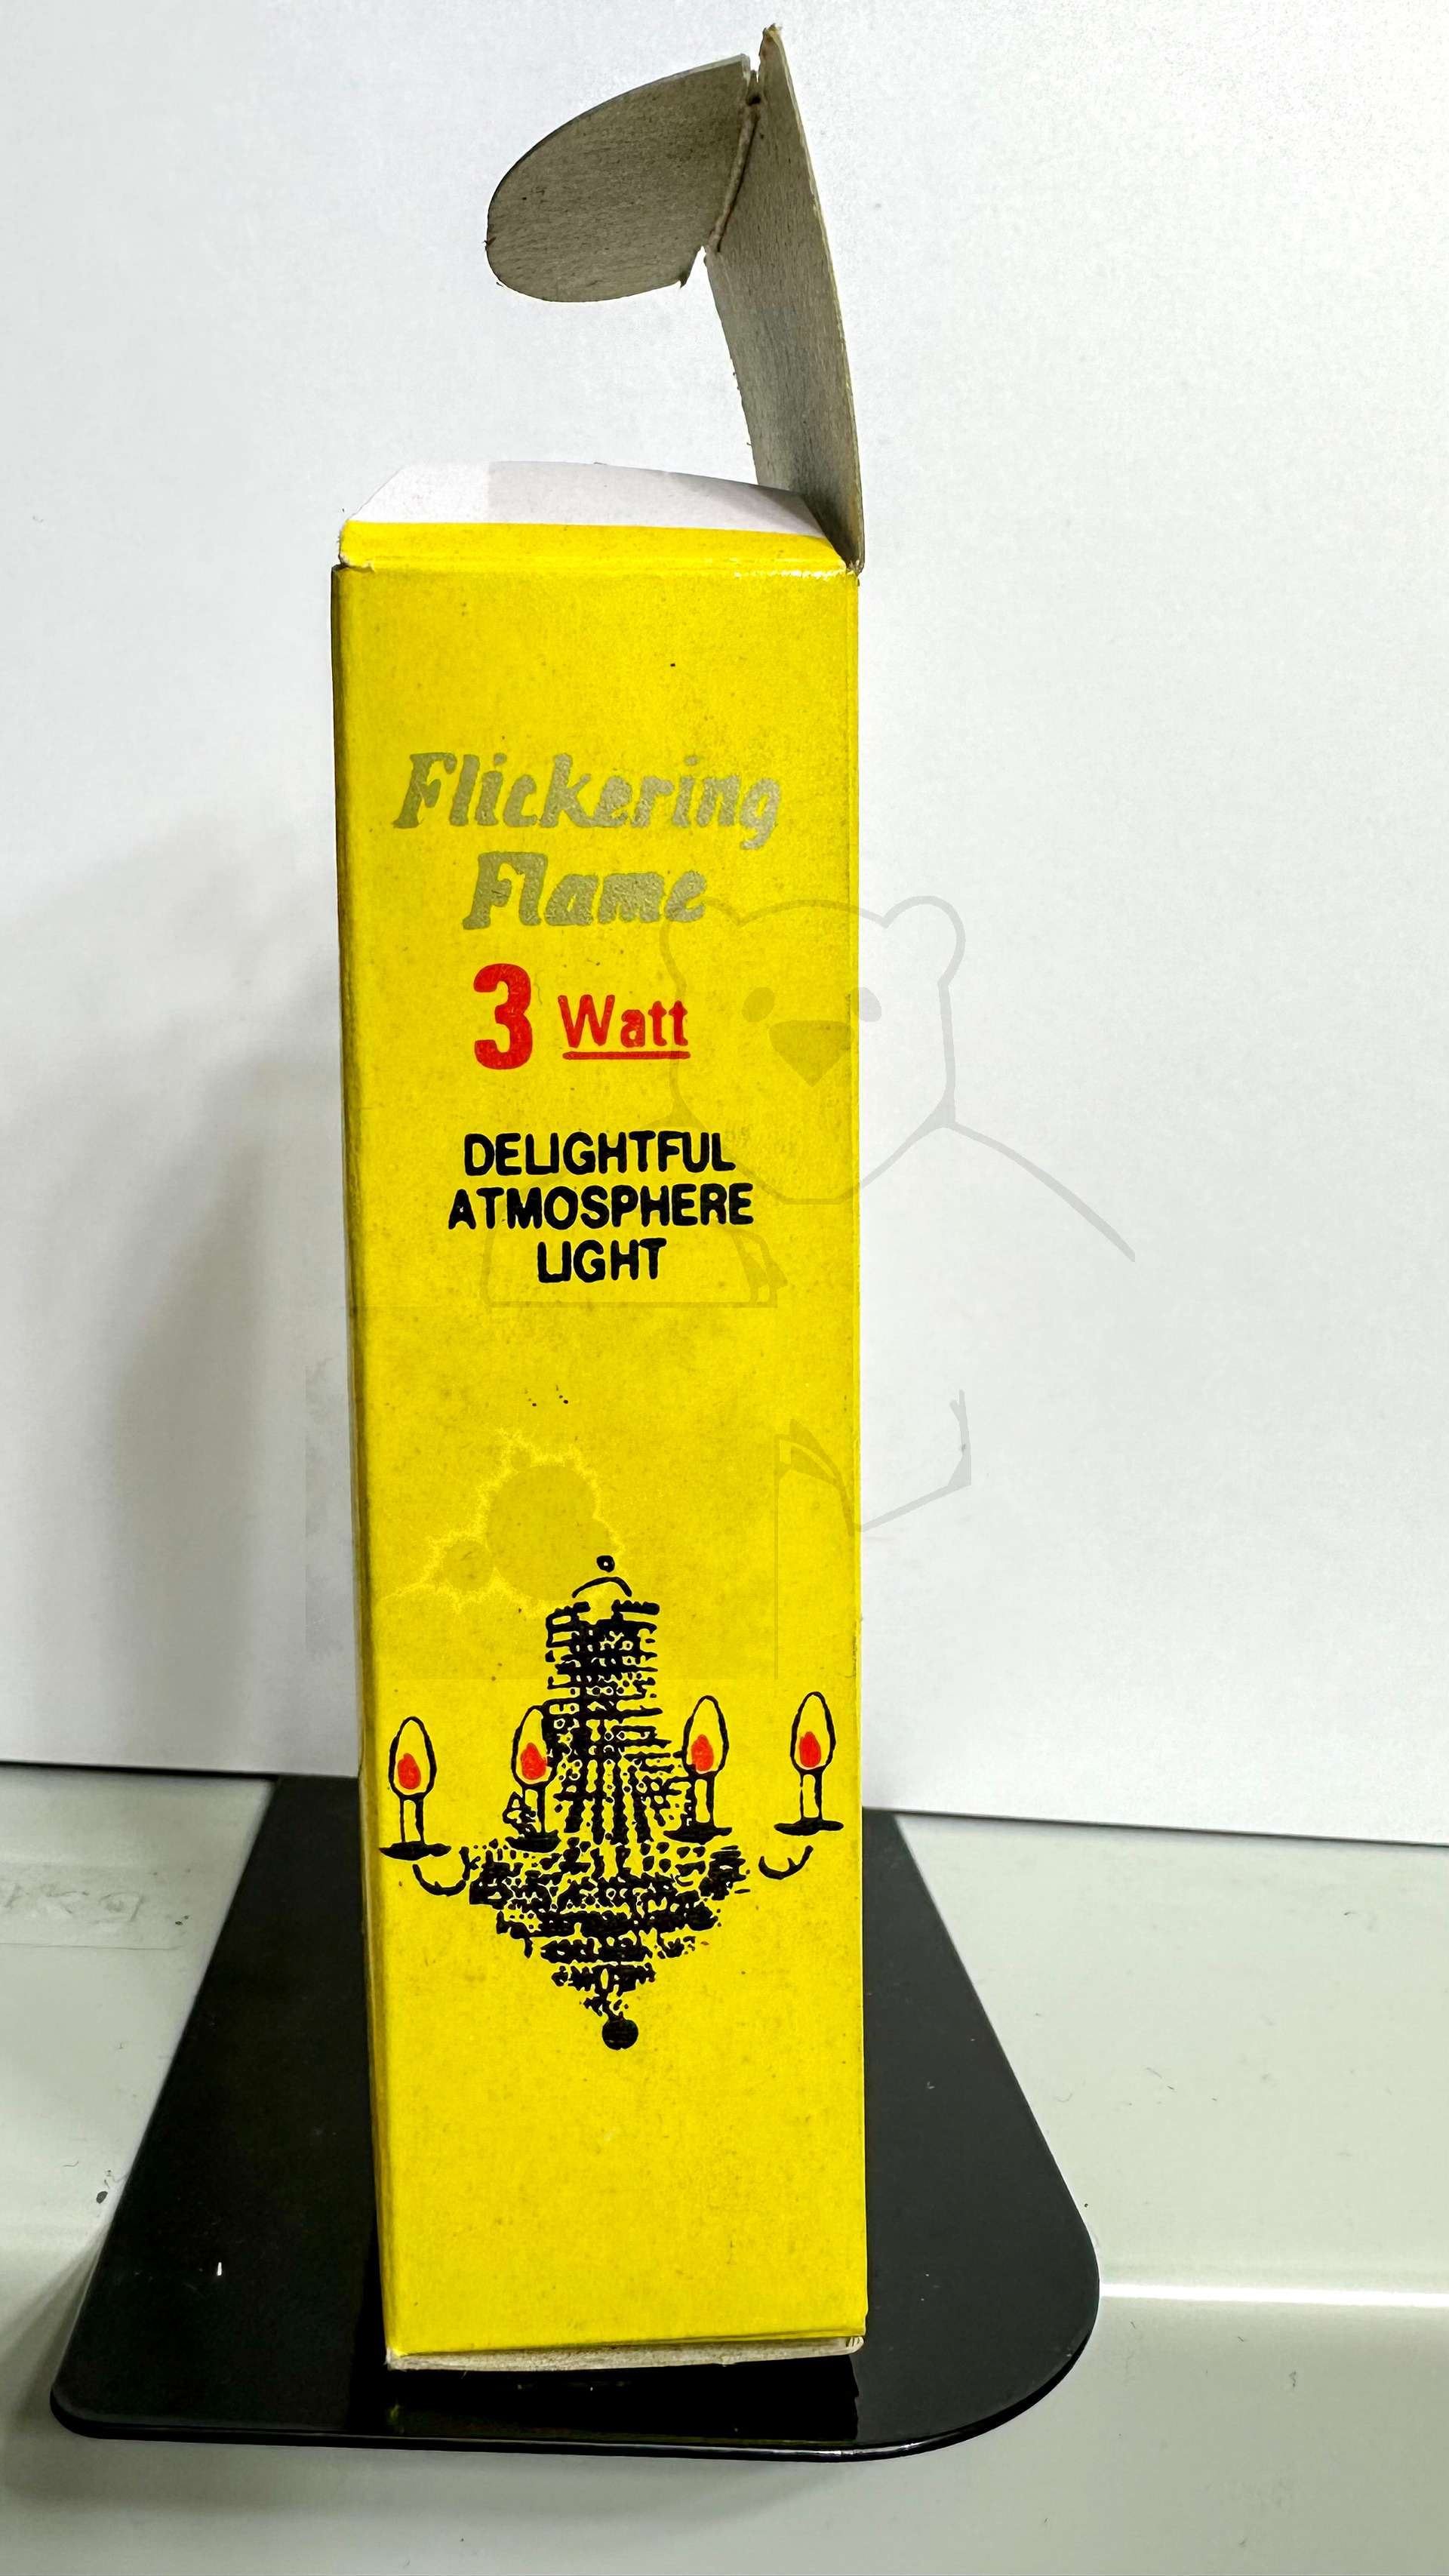 Flickering
Flame
3 Watt
DELIGHTFUL
ATMOSPHERE
LIGHT